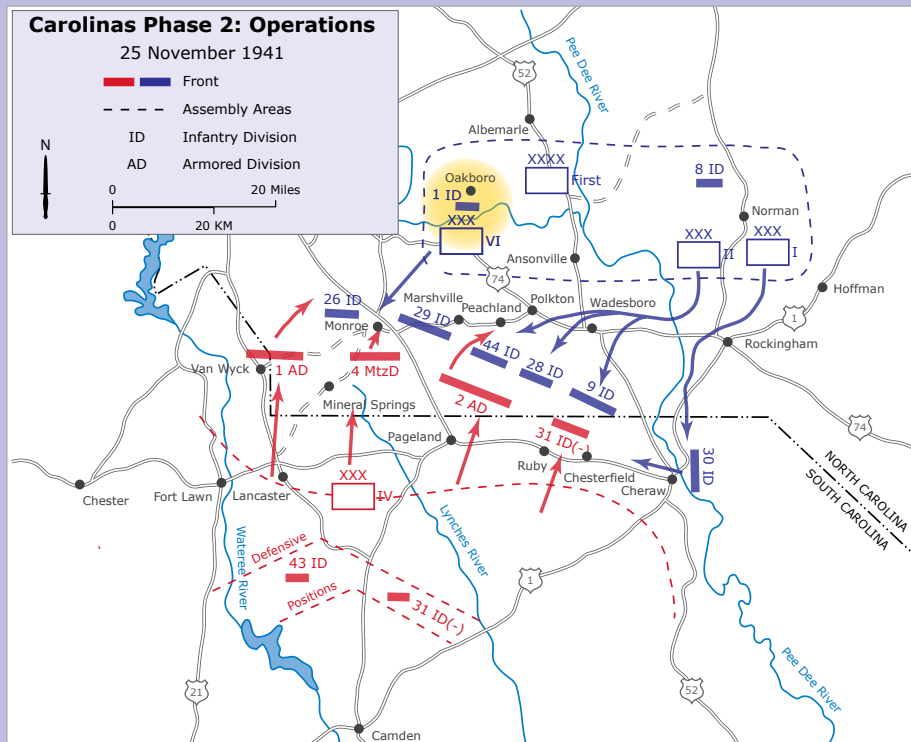 Carolinas Phase 2: Operations
25 November 1941
Front
Assembly Areas
ID Infantry Division
AD Armored Division
N
0 20 Miles
0 20 KM
52
Pee Dee River
Albemarle
XXXX
First
8 ID
Oakboro
1 ID
XXX
VI
Norman
XXX
II
XXX
I
Ansonville
74
Hoffman
26 ID
Marshville
Peachland
Polkton
Wadesboro
29 ID
Monroe
1
Rockingham
44 ID
28 ID
9 ID
Van Wyck
1 AD
4 MtzD
2 AD
Mineral Springs
74
Pageland
31 ID(-)
Ruby
Chesterfield
Cheraw
30 ID
NORTH CAROLINA
SOUTH CAROLINA
Chester
Fort Lawn
Lancaster
XXX
IV
Wateree River
Lynches River
Defensive
43 ID
Positions
31 ID(-)
1
Pee Dee River
21
52
Camden